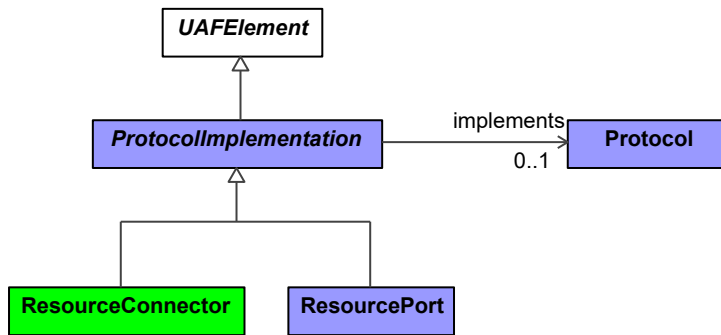 UAFElement
implements
ProtocolImplementation
Protocol
0..1
ResourceConnector
ResourcePort